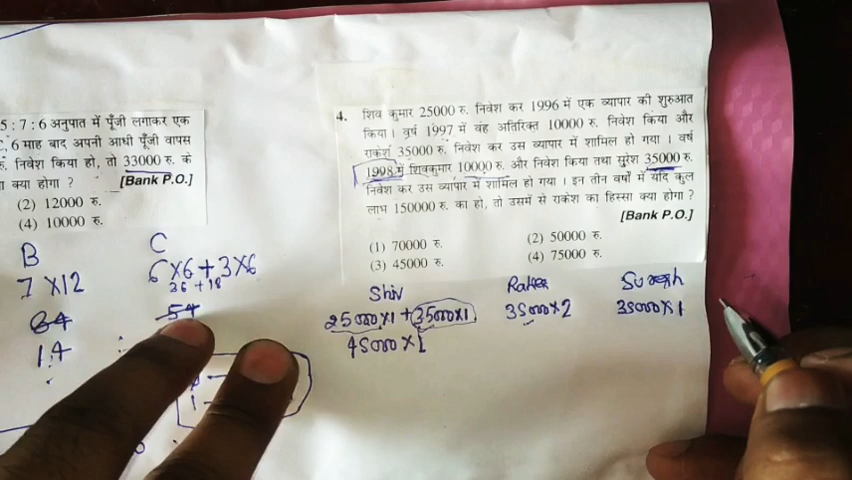 5 : 7 : 6 अनुपात में पूँजी लगाकर एक
C, 6 माह बाद अपनी आधी पूँजी वापस
रु. निवेश किया हो, तो 33000 रु. के
क्या होगा ? [Bank P.O.]
(2) 12000 रु.
(4) 10000 रु.
B C
7 X12 6 X6 + 3 X6
36 + 18
84 54
14
4. शिव कुमार 25000 रु. निवेश कर 1996 में एक व्यापार की शुरुआत
किया । वर्ष 1997 में वह अतिरिक्त 10000 रु. निवेश किया और
राकेश 35000 रु. निवेश कर उस व्यापार में शामिल हो गया । वर्ष
1998 में शिवकुमार 10000 रु. और निवेश किया तथा सुरेश 35000 रु.
निवेश कर उस व्यापार में शामिल हो गया । इन तीन वर्षों में यदि कुल
लाभ 150000 रु. का हो, तो उसमें से राकेश का हिस्सा क्या होगा ?
[Bank P.O.]
(1) 70000 रु. (2) 50000 रु.
(3) 45000 रु. (4) 75000 रु.
Shiv Suresh
25000X1 + 35000X1 35000X2 35000X1
45000 X1